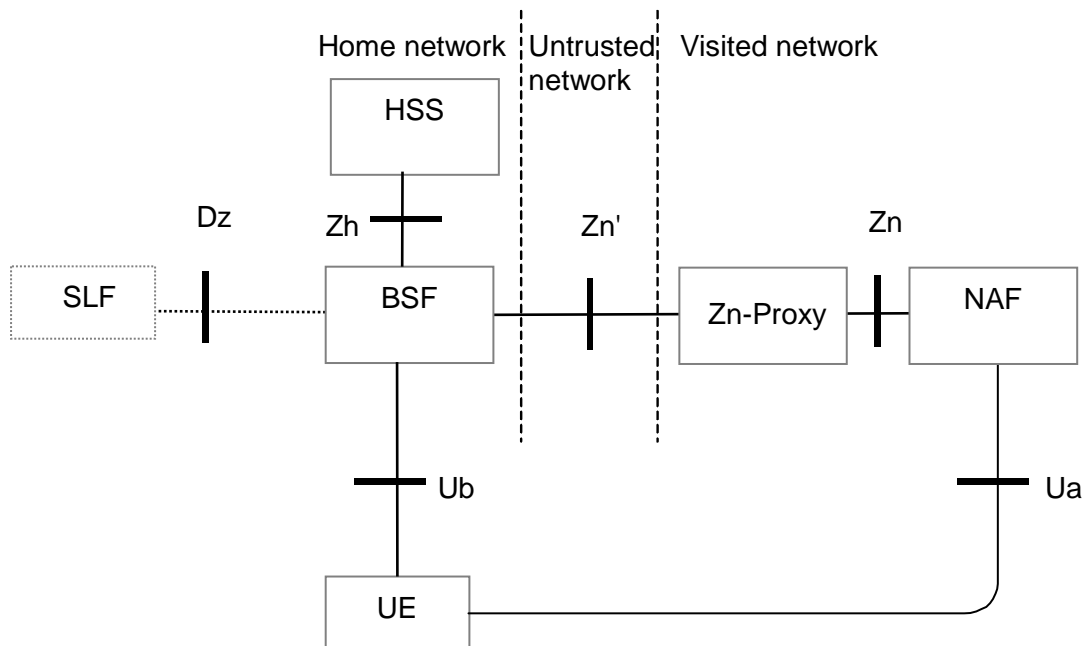 Home network
Untrusted
network
Visited network
HSS
Dz
Zh
Zn'
Zn
SLF
BSF
Zn-Proxy
NAF
Ub
Ua
UE